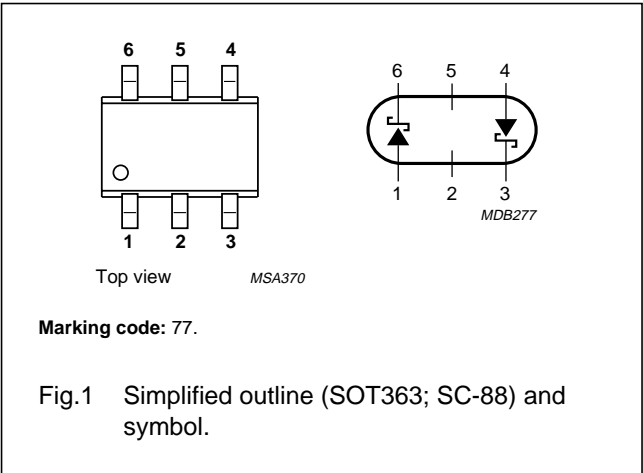 6 5 4
1 2 3
Top view MSA370
6 5 4
1 2 3
MDB277
Marking code: 77.
Fig.1 Simplified outline (SOT363; SC-88) and
symbol.